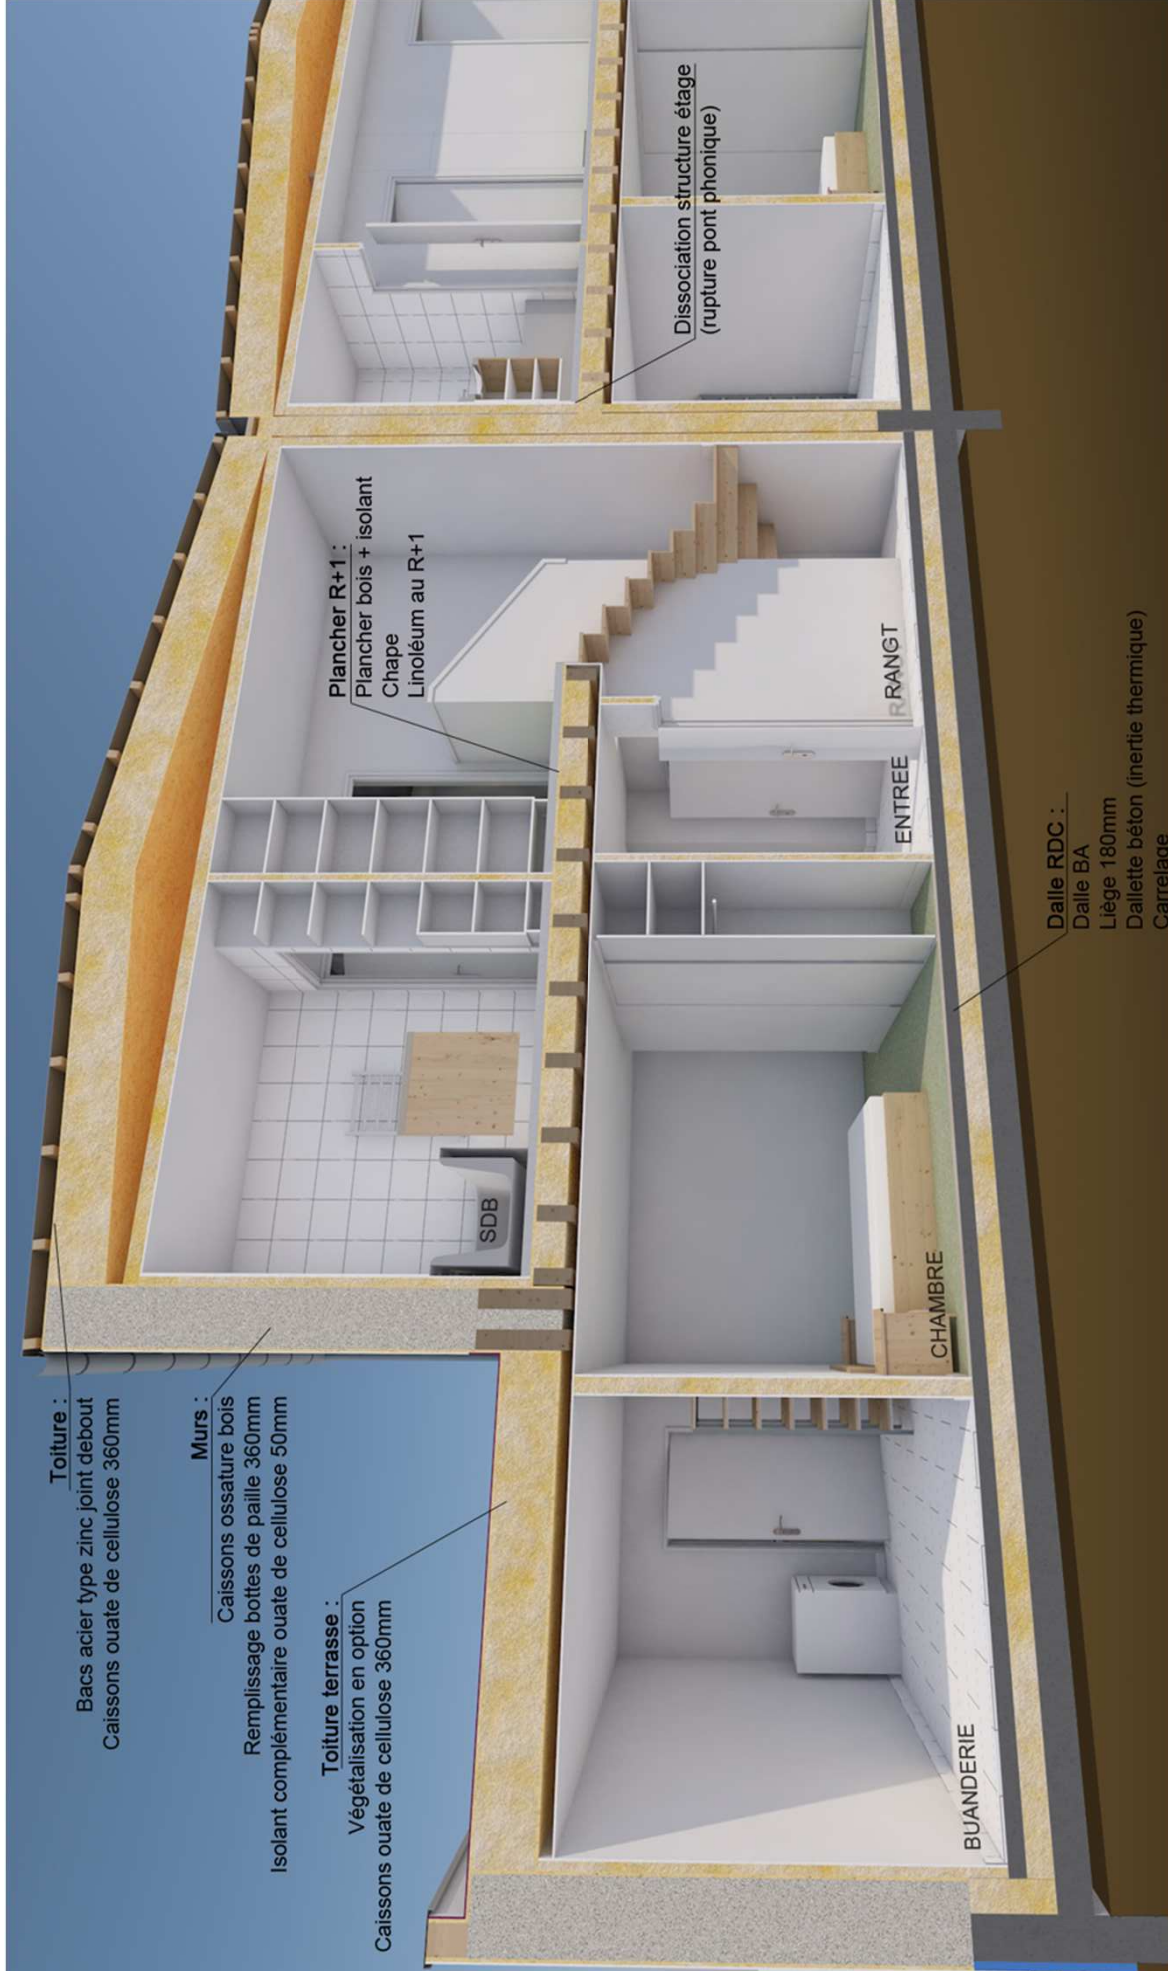 Toiture :
Bacs acier type zinc joint debout
Caissons ouate de cellulose 360mm
Murs :
Caissons ossature bois
Remplissage bottes de paille 360mm
Isolant complémentaire ouate de cellulose 50mm
Toiture terrasse :
Végétalisation en option
Caissons ouate de cellulose 360mm
Plancher R+1 :
Plancher bois + isolant
Chape
Linoléum au R+1
Dissociation structure étage
(rupture pont phonique)
SDB
BUANDERIE
CHAMBRE
ENTREE
RANGT
Dalle RDC :
Dalle BA
Liège 180mm
Dallette béton (inertie thermique)
Carrelage